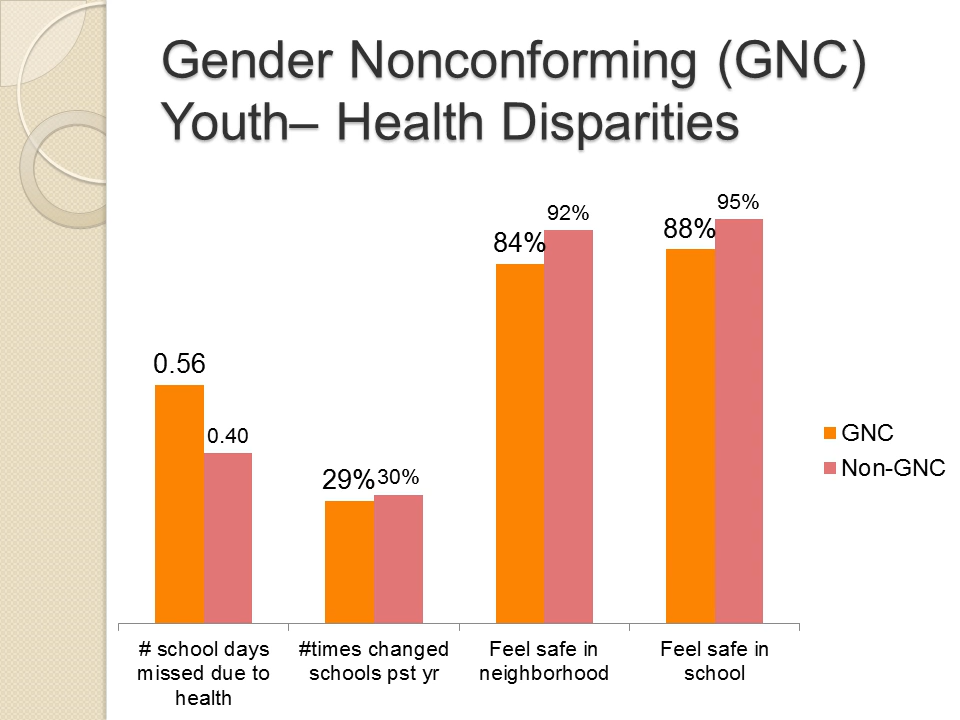 Gender Nonconforming (GNC)
Youth– Health Disparities
0.56
0.40
29%
30%
84%
92%
88%
95%
GNC
Non-GNC
# school days
missed due to
health
#times changed
schools pst yr
Feel safe in
neighborhood
Feel safe in
school